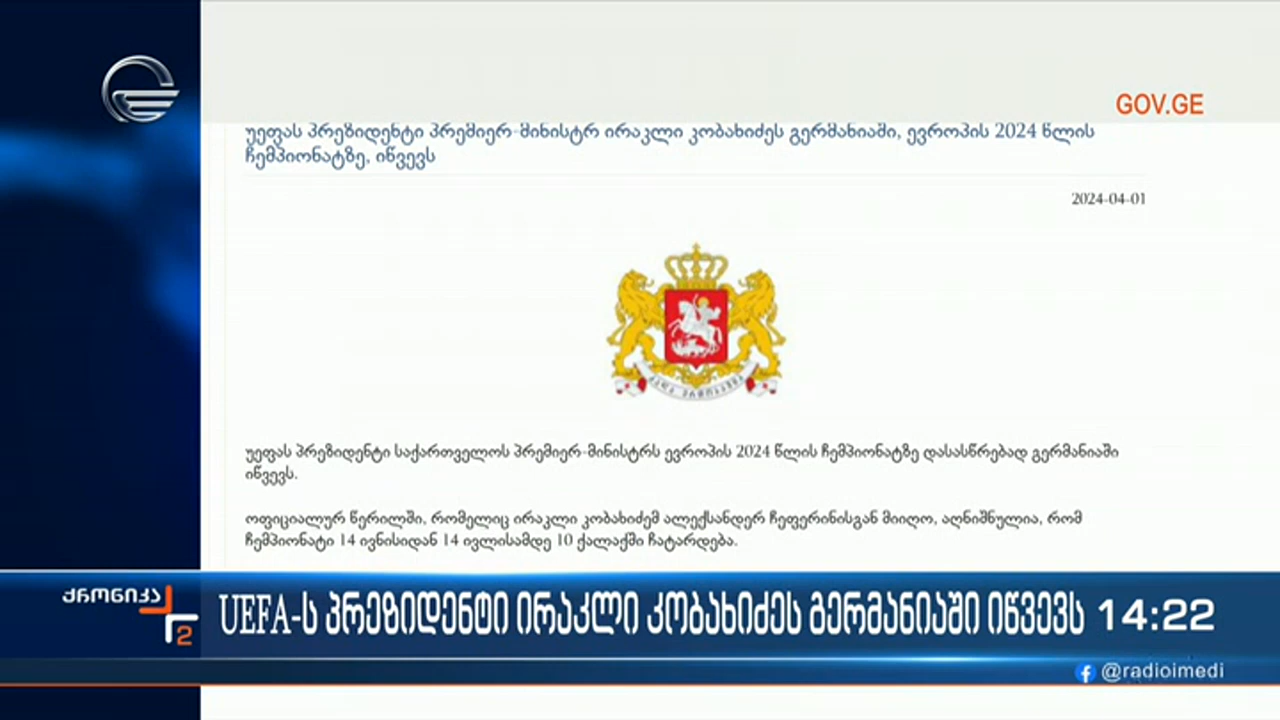 GOV.GE
უეფას პრეზიდენტი პრემიერ-მინისტრ ირაკლი კობახიძეს გერმანიაში, ევროპის 2024 წლის
ჩემპიონატზე, იწვევს
2024-04-01
უეფას პრეზიდენტი საქართველოს პრემიერ-მინისტრს ევროპის 2024 წლის ჩემპიონატზე დასასწრებად გერმანიაში
იწვევს.
ოფიციალურ წერილში, რომელიც ირაკლი კობახიძემ ალექსანდერ ჩეფერინისგან მიიღო, აღნიშნულია, რომ
ჩემპიონატი 14 ივნისიდან 14 ივლისამდე 10 ქალაქში ჩატარდება.
ქრონიკა
2
UEFA-ს პრეზიდენტი ირაკლი კობახიძეს გერმანიაში იწვევს 14:22
@radioimedi